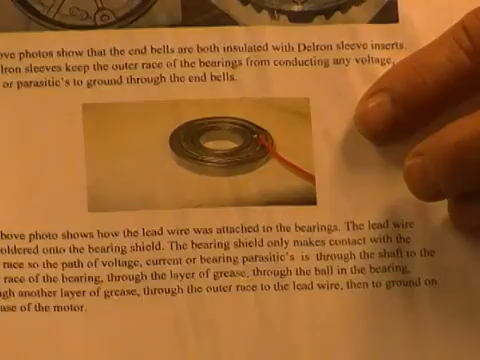 ove photos show that the end bells are both insulated with Delron sleeve inserts.
lron sleeves keep the outer race of the bearings from conducting any voltage,
or parasitic's to ground through the end bells.
bove photo shows how the lead wire was attached to the bearings. The lead wire
oldered onto the bearing shield. The bearing shield only makes contact with the
race so the path of voltage, current or bearing parasitic's is through the shaft to the
race of the bearing, through the layer of grease, through the ball in the bearing,
gh another layer of grease, through the outer race to the lead wire, then to ground on
ase of the motor.